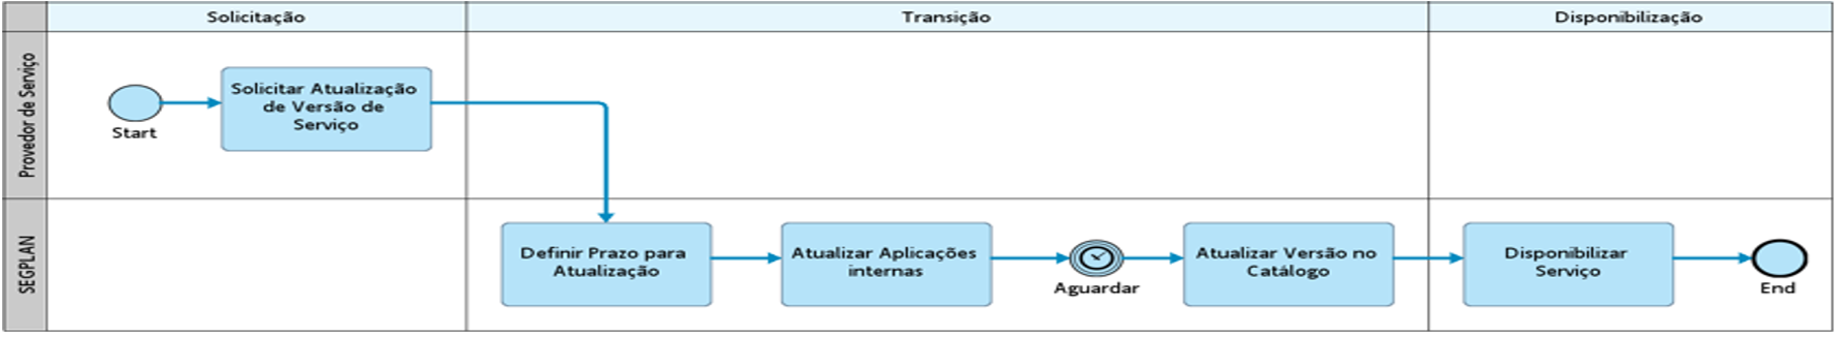 Solicitação
Transição
Disponibilização
Provedor de Serviço
Start
Solicitar Atualização
de Versão de
Serviço
SEGPLAN
Definir Prazo para
Atualização
Atualizar Aplicações
internas
Aguardar
Atualizar Versão no
Catálogo
Disponibilizar
Serviço
End